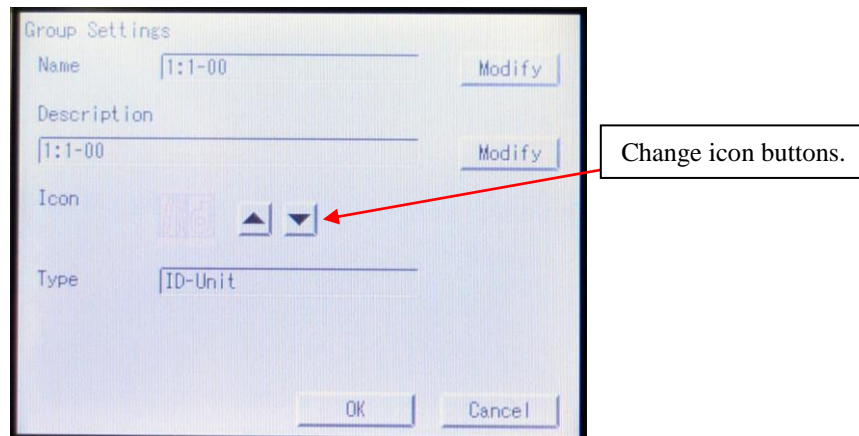 Group Settings
Name 1:1-00 Modify
Description
1:1-00 Modify
Change icon buttons.
Icon
Type ID-Unit
OK Cancel